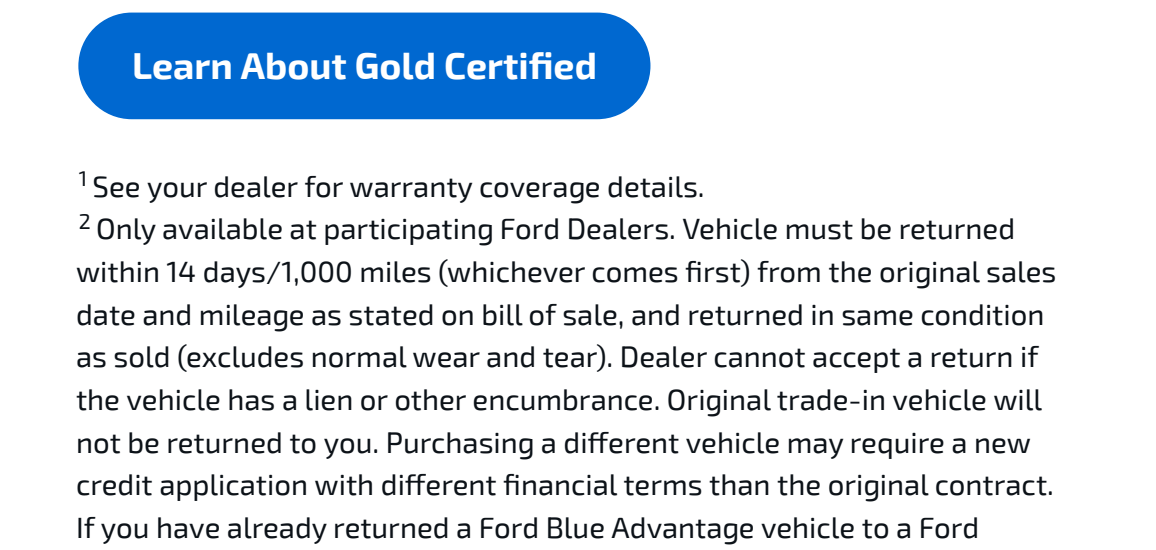 Learn About Gold Certified
¹ See your dealer for warranty coverage details.
² Only available at participating Ford Dealers. Vehicle must be returned
within 14 days/1,000 miles (whichever comes first) from the original sales
date and mileage as stated on bill of sale, and returned in same condition
as sold (excludes normal wear and tear). Dealer cannot accept a return if
the vehicle has a lien or other encumbrance. Original trade-in vehicle will
not be returned to you. Purchasing a different vehicle may require a new
credit application with different financial terms than the original contract.
If you have already returned a Ford Blue Advantage vehicle to a Ford